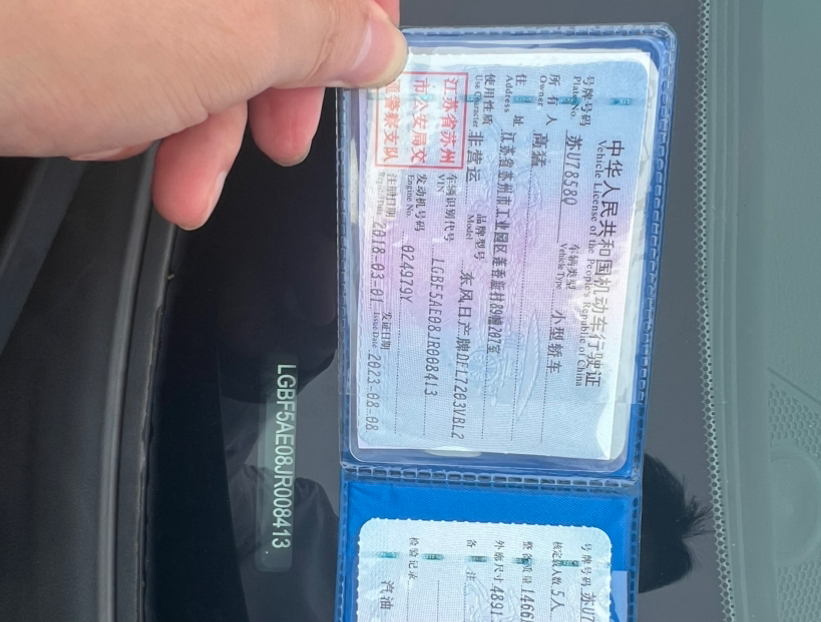 中华人民共和国机动车行驶证
Vehicle License of the People's Republic of China
号牌号码 苏U7858Q 车辆类型 小型轿车
Plate No. Vehicle Type
所有人 高猛
Owner
住址 江苏省苏州市工业园区莲香新村89幢207室
Address
使用性质 非营运 品牌型号 东风日产牌DFL7203VBL2
Use Character Model
江苏省苏州
市公安局交
通警察支队
车辆识别代号 LGBF5AE08JR008413
VIN
发动机号码 024979Y
Engine No.
注册日期 2018-03-01 发证日期 2023-08-08
Issue Date
号牌号码 苏U7
核定载人数 5人
整备质量 1466
外廓尺寸 4891
备注
检验记录
汽油
LGBF5AE08JR008413